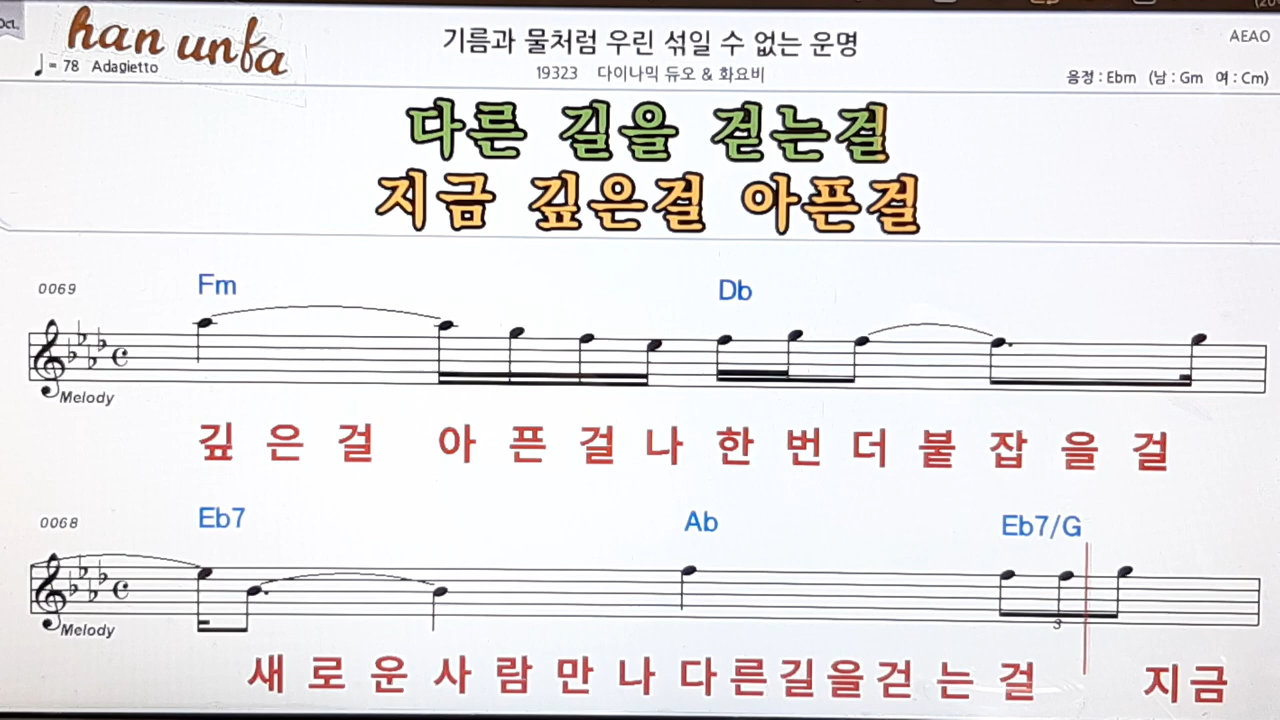 Oct.
han unfa
♩= 78 Adagietto
기름과 물처럼 우린 섞일 수 없는 운명
19323 다이나믹 듀오 & 화요비
AEAO
음정 : Ebm (남 : Gm 여 : Cm)
다른 길을 걷는걸
지금 깊은걸 아픈걸
0069
Fm Db
Melody
깊 은 걸 아 픈 걸 나 한 번 더 붙 잡 을 걸
0068
Eb7 Ab Eb7/G
3
Melody
새 로 운 사 람 만 나 다 른 길 을 걷 는 걸 지 금